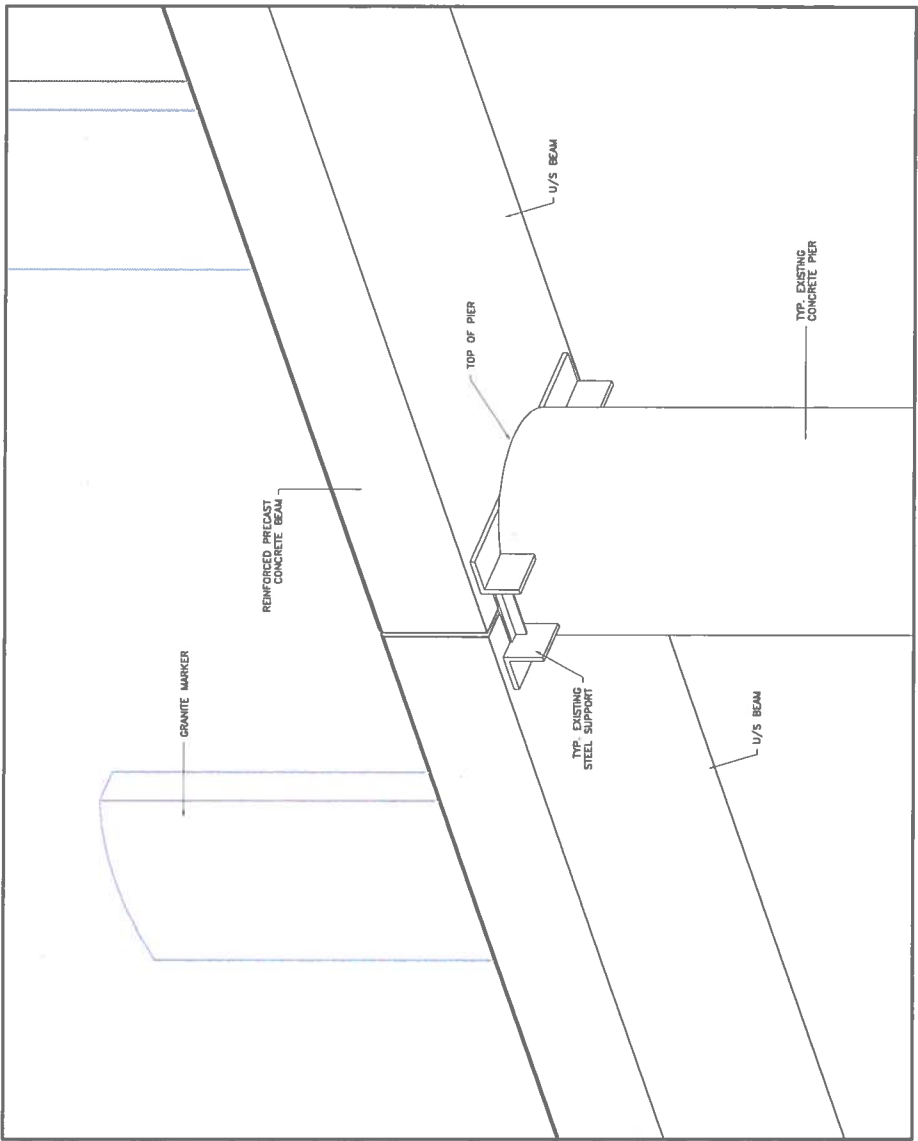 GRANITE MARKER
REINFORCED PRECAST
CONCRETE BEAM
TOP OF PIER
U/S BEAM
TYP. EXISTING
STEEL SUPPORT
U/S BEAM
TYP. EXISTING
CONCRETE PIER